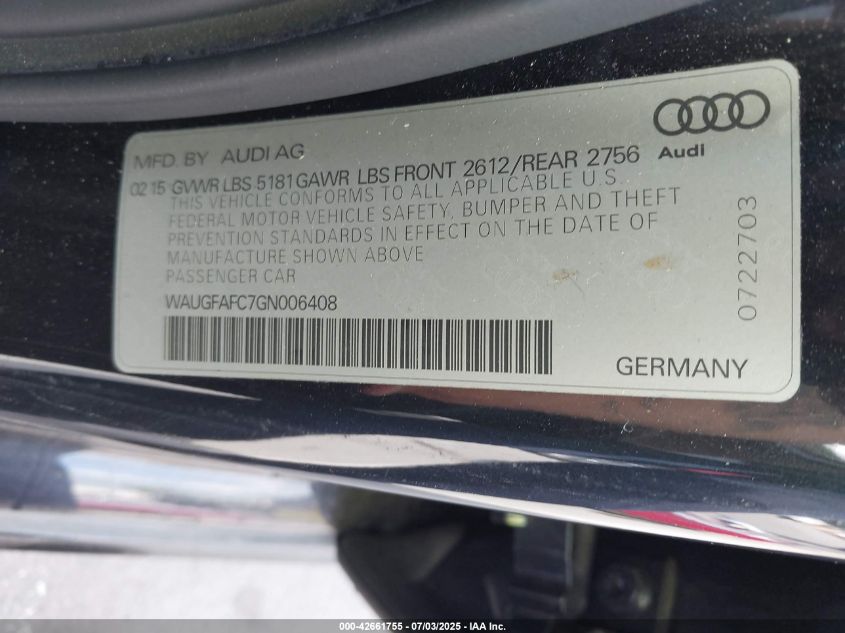 MFD. BY AUDI AG
Audi
02 15 GVWR LBS 5181 GAWR LBS FRONT 2612/REAR 2756
THIS VEHICLE CONFORMS TO ALL APPLICABLE U.S.
FEDERAL MOTOR VEHICLE SAFETY, BUMPER AND THEFT
PREVENTION STANDARDS IN EFFECT ON THE DATE OF
MANUFACTURE SHOWN ABOVE
PASSENGER CAR
WAUGFAFC7GN006408
GERMANY
0722703
000-42661755 - 07/03/2025 - IAA Inc.